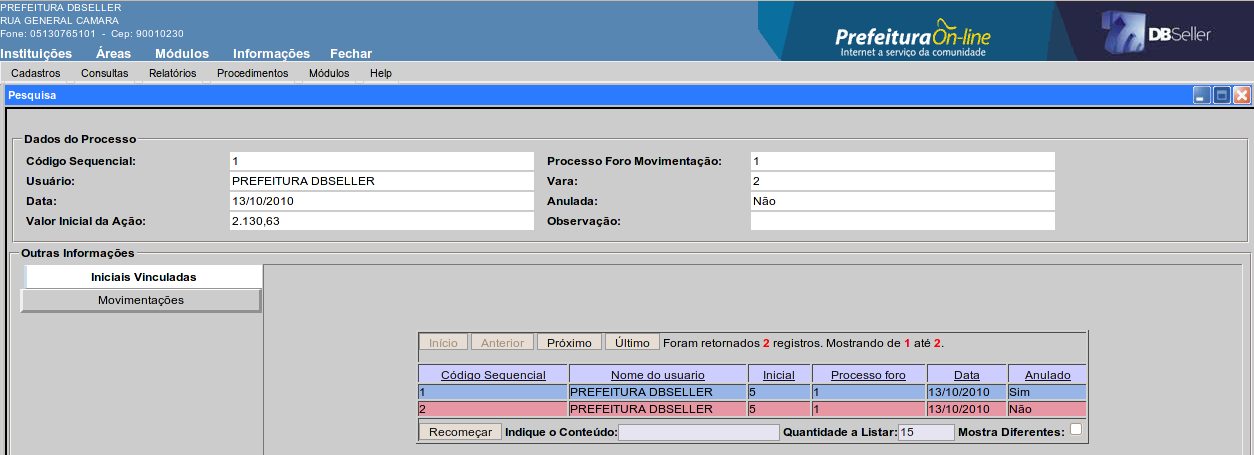 PREFEITURA DBSELLER
RUA GENERAL CAMARA
Fone: 05130765101 - Cep: 90010230
PrefeituraOn-line
Internet a serviço da comunidade
DBSeller
Instituições Áreas Módulos Informações Fechar
Cadastros Consultas Relatórios Procedimentos Módulos Help
Pesquisa
Dados do Processo
Código Sequencial: 1 Processo Foro Movimentação: 1
Usuário: PREFEITURA DBSELLER Vara: 2
Data: 13/10/2010 Anulada: Não
Valor Inicial da Ação: 2.130,63 Observação:
Outras Informações
Iniciais Vinculadas
Movimentações
Início Anterior Próximo Último Foram retornados 2 registros. Mostrando de 1 até 2.
Código Sequencial Nome do usuario Inicial Processo foro Data Anulado
1 PREFEITURA DBSELLER 5 1 13/10/2010 Sim
2 PREFEITURA DBSELLER 5 1 13/10/2010 Não
Recomeçar Indique o Conteúdo: Quantidade a Listar: 15 Mostra Diferentes: